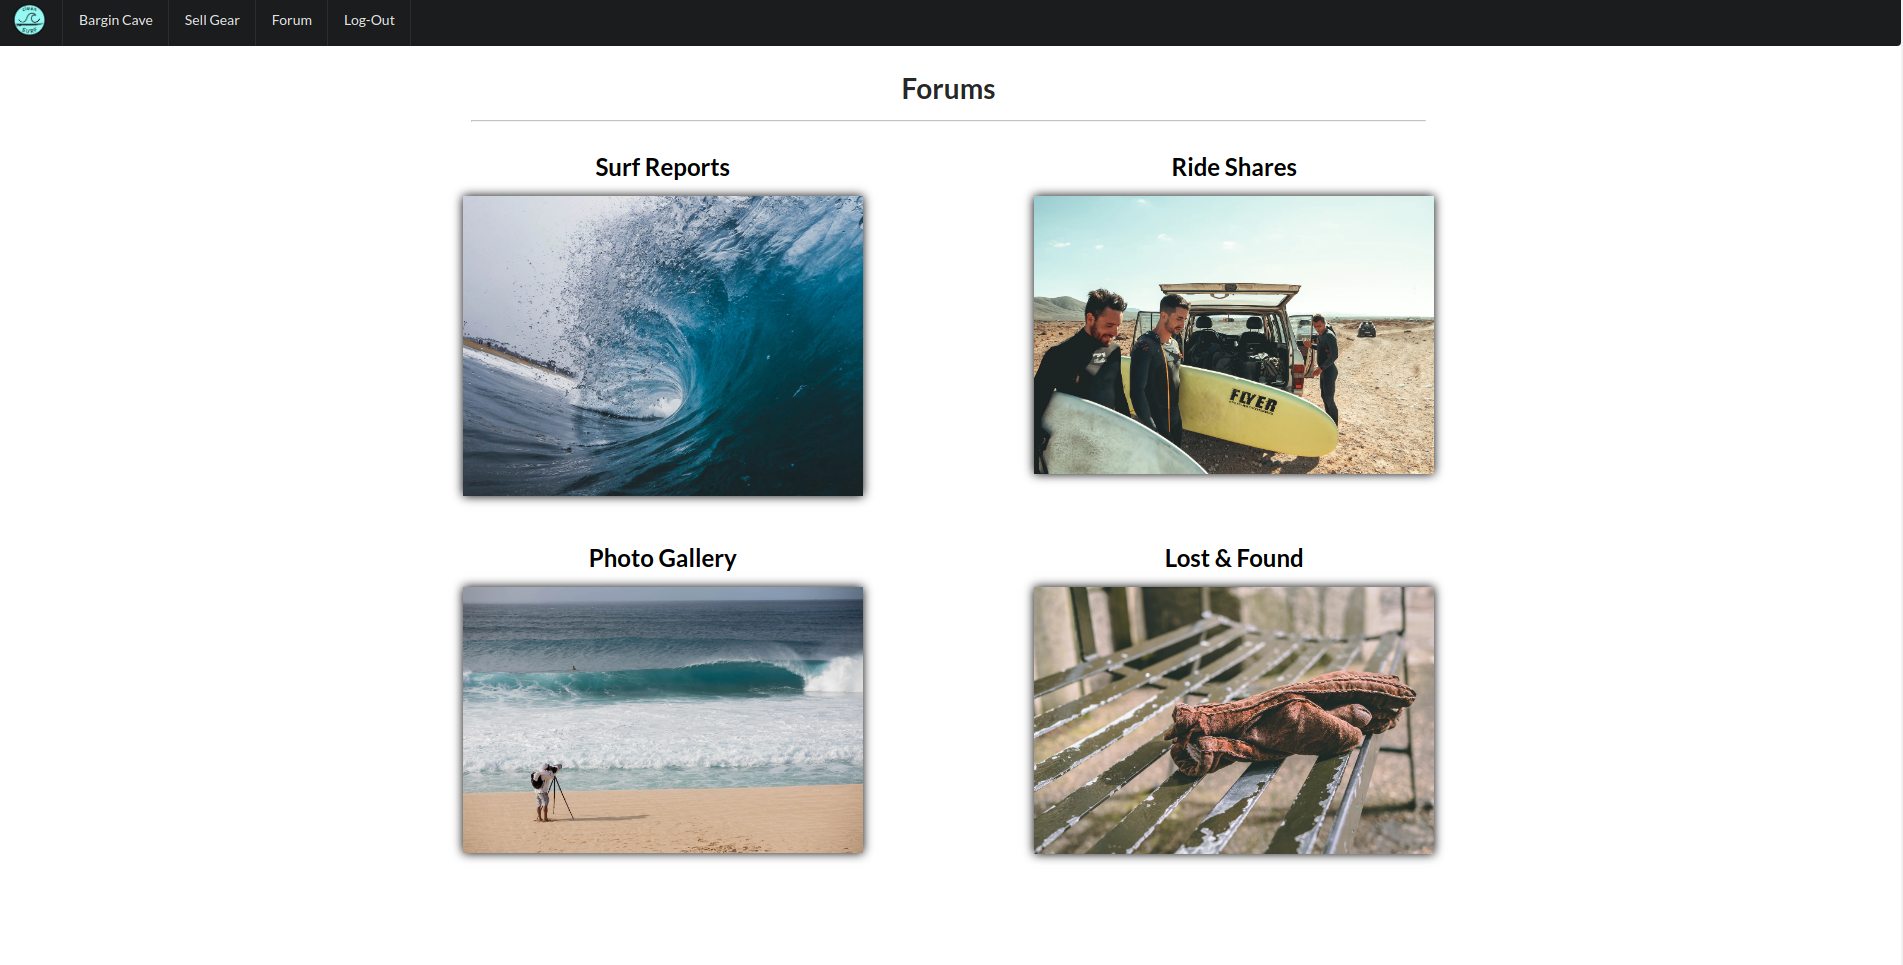 Bargin Cave
Sell Gear
Forum
Log-Out
Forums
Surf Reports
Ride Shares
FLYER
Photo Gallery
Lost & Found